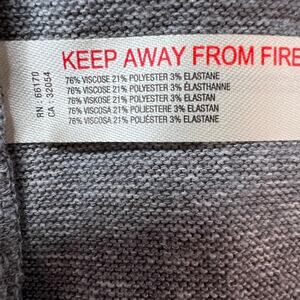 KEEP AWAY FROM FIRE
76% VISCOSE 21% POLYESTER 3% ELASTANE
76% VISCOSE 21% POLYESTER 3% ÉLASTHANNE
76% VISKOSE 21% POLYESTER 3% ELASTAN
76% VISCOSA 21% POLIESTERE 3% ELASTAN
76% VISCOSA 21% POLIÉSTER 3% ELASTANE
RN : 66170
CA : 32054